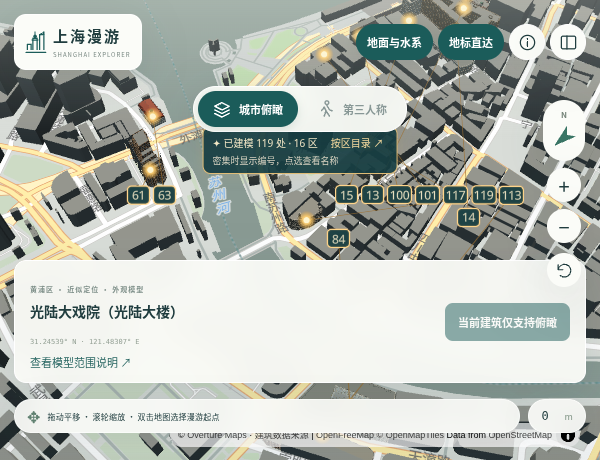 上海漫游
SHANGHAI EXPLORER
地面与水系
地标直达
城市俯瞰
第三人称
N
✦ 已建模 119 处 · 16 区 按区目录 ↗
密集时显示编号，点选查看名称
苏州河
61
63
15
13
100
101
117
119
113
14
84
+
−
黄浦区 · 近似定位 · 外观模型
光陆大戏院（光陆大楼）
31.24539° N · 121.48307° E
查看模型范围说明 ↗
当前建筑仅支持俯瞰
拖动平移 · 滚轮缩放 · 双击地图选择漫游起点
0 m
© Overture Maps · 建筑数据来源 | OpenFreeMap © OpenMapTiles Data from OpenStreetMap